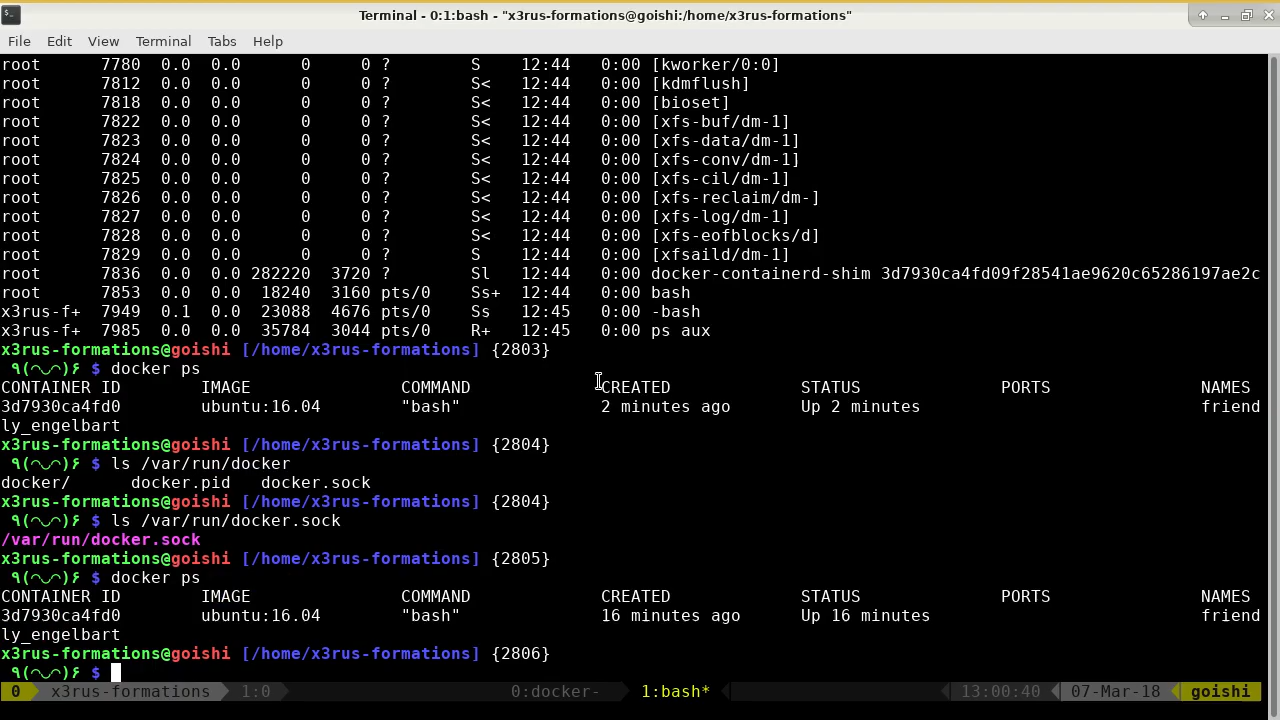 Terminal - 0:1:bash - "x3rus-formations@goishi:/home/x3rus-formations"
File Edit View Terminal Tabs Help
root 7780 0.0 0.0 0 0 ? S 12:44 0:00 [kworker/0:0]
root 7812 0.0 0.0 0 0 ? S< 12:44 0:00 [kdmflush]
root 7818 0.0 0.0 0 0 ? S< 12:44 0:00 [bioset]
root 7822 0.0 0.0 0 0 ? S< 12:44 0:00 [xfs-buf/dm-1]
root 7823 0.0 0.0 0 0 ? S< 12:44 0:00 [xfs-data/dm-1]
root 7824 0.0 0.0 0 0 ? S< 12:44 0:00 [xfs-conv/dm-1]
root 7825 0.0 0.0 0 0 ? S< 12:44 0:00 [xfs-cil/dm-1]
root 7826 0.0 0.0 0 0 ? S< 12:44 0:00 [xfs-reclaim/dm-]
root 7827 0.0 0.0 0 0 ? S< 12:44 0:00 [xfs-log/dm-1]
root 7828 0.0 0.0 0 0 ? S< 12:44 0:00 [xfs-eofblocks/d]
root 7829 0.0 0.0 0 0 ? S 12:44 0:00 [xfsaild/dm-1]
root 7836 0.0 0.0 282220 3720 ? Sl 12:44 0:00 docker-containerd-shim 3d7930ca4fd09f28541ae9620c65286197ae2c
root 7853 0.0 0.0 18240 3160 pts/0 Ss+ 12:44 0:00 bash
x3rus-f+ 7949 0.1 0.0 23088 4676 pts/0 Ss 12:45 0:00 -bash
x3rus-f+ 7985 0.0 0.0 35784 3044 pts/0 R+ 12:45 0:00 ps aux
x3rus-formations@goishi [/home/x3rus-formations] {2803}
٩(◠◡◠)۶ $ docker ps
CONTAINER ID IMAGE COMMAND CREATED STATUS PORTS NAMES
3d7930ca4fd0 ubuntu:16.04 "bash" 2 minutes ago Up 2 minutes friend
ly_engelbart
x3rus-formations@goishi [/home/x3rus-formations] {2804}
٩(◠◡◠)۶ $ ls /var/run/docker
docker/ docker.pid docker.sock
x3rus-formations@goishi [/home/x3rus-formations] {2804}
٩(◠◡◠)۶ $ ls /var/run/docker.sock
/var/run/docker.sock
x3rus-formations@goishi [/home/x3rus-formations] {2805}
٩(◠◡◠)۶ $ docker ps
CONTAINER ID IMAGE COMMAND CREATED STATUS PORTS NAMES
3d7930ca4fd0 ubuntu:16.04 "bash" 16 minutes ago Up 16 minutes friend
ly_engelbart
x3rus-formations@goishi [/home/x3rus-formations] {2806}
٩(◠◡◠)۶ $
0 x3rus-formations 1:0 0:docker- 1:bash* 13:00:40 07-Mar-18 goishi